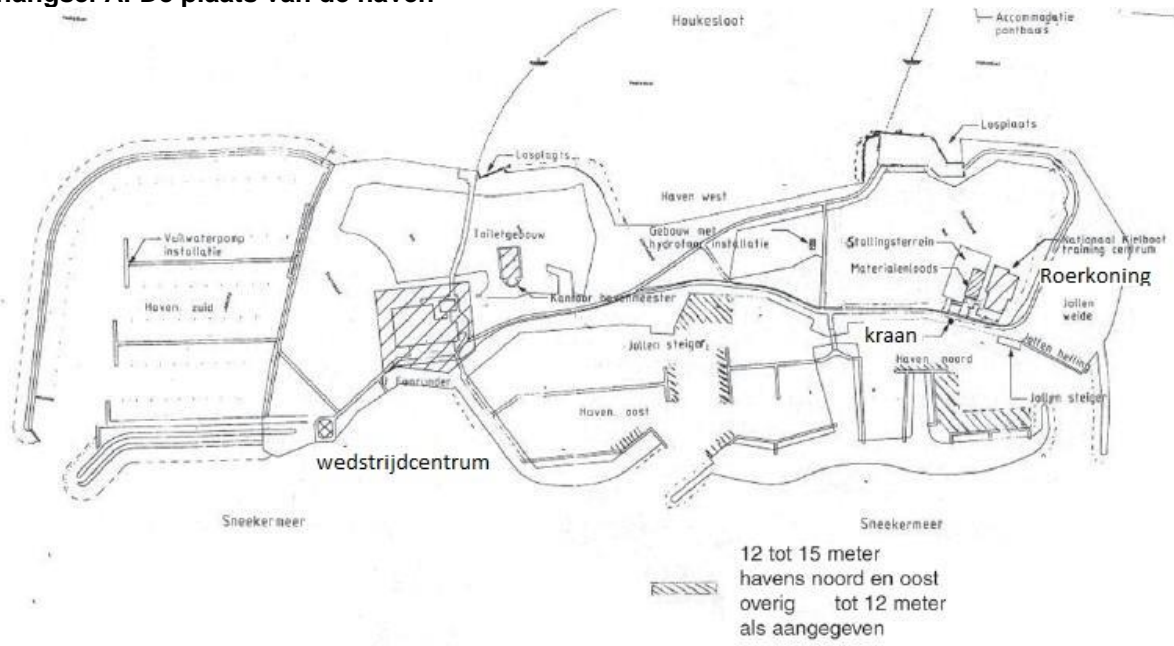 angsel A: De plaats van de haven
Houkesloot
Accommodatie
pontbaas
Losplaats
Losplaats
Haven west
Toiletgebouw
Gebouw met
hydrofoor installatie
Vuilwaterpomp
installatie
Stallingsterrein
Nationaal Kielboot
training centrum
Materialenloods
Roerkoning
Kantoor havenmeester
Haven zuid
Jollen
weide
kraan
Jollen steiger
Jollen helling
Haven noord
Haven oost
Jollen steiger
wedstrijdcentrum
Sneekermeer
Sneekermeer
12 tot 15 meter
havens noord en oost
overig tot 12 meter
als aangegeven